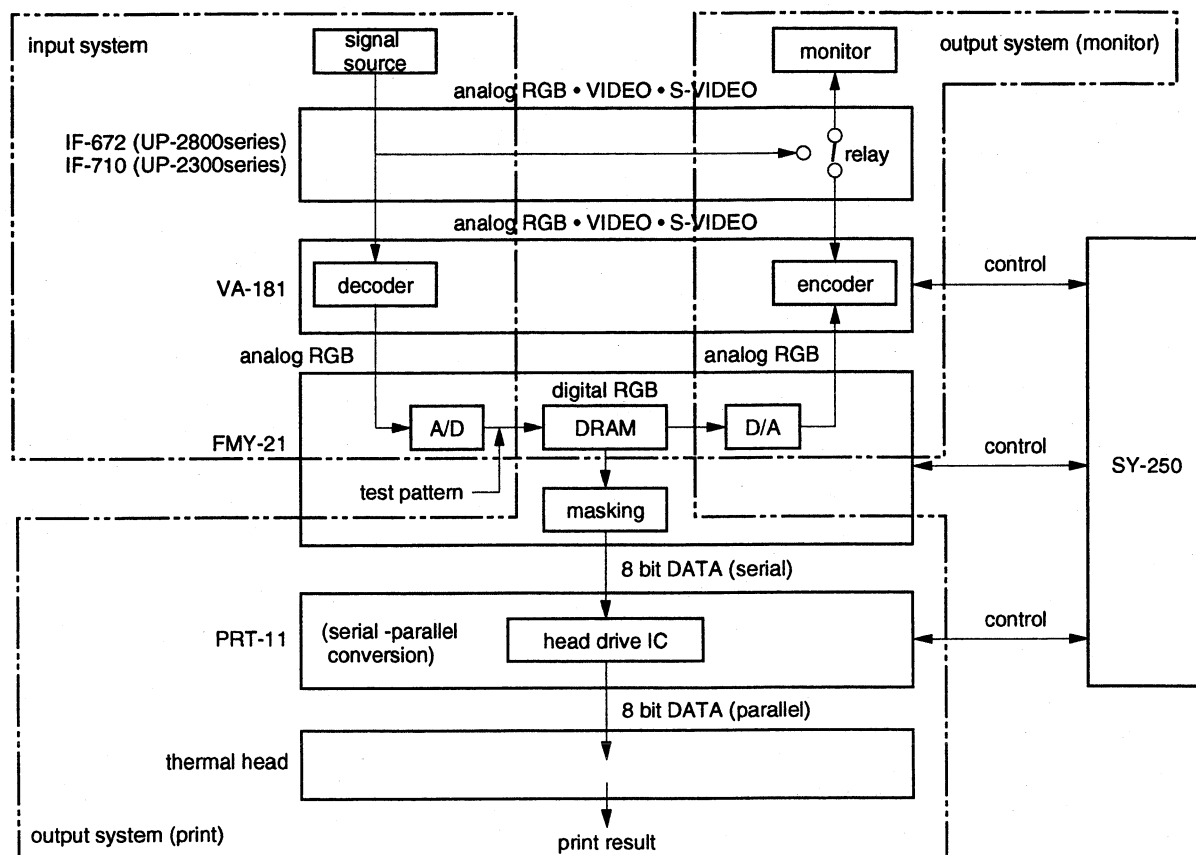 input system
signal
source
monitor
output system (monitor)
analog RGB • VIDEO • S-VIDEO
IF-672 (UP-2800series)
IF-710 (UP-2300series)
relay
analog RGB • VIDEO • S-VIDEO
VA-181
decoder
encoder
control
analog RGB
analog RGB
digital RGB
A/D
DRAM
D/A
FMY-21
control
SY-250
test pattern
masking
8 bit DATA (serial)
PRT-11
(serial -parallel
conversion)
head drive IC
control
8 bit DATA (parallel)
thermal head
output system (print)
print result